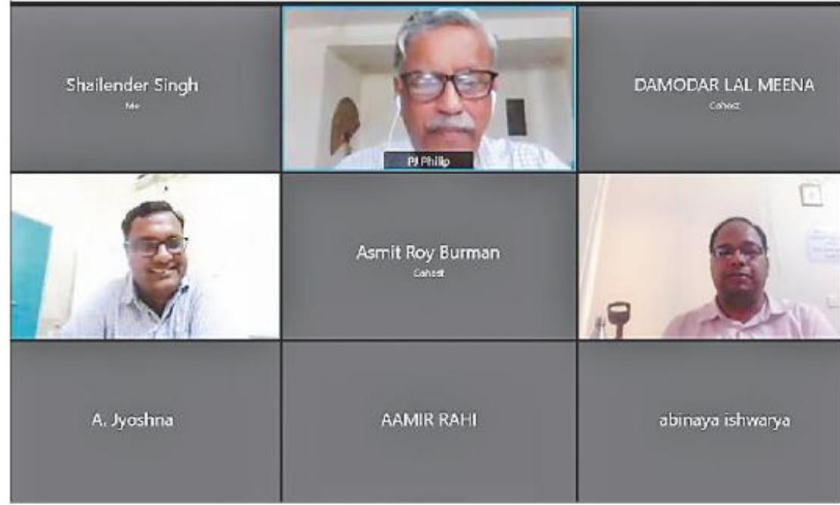 Shailender Singh
Me
PJ Philip
DAMODAR LAL MEENA
Cohost
Asmit Roy Burman
Cohost
A. Jyoshna
AAMIR RAHI
abinaya ishwarya